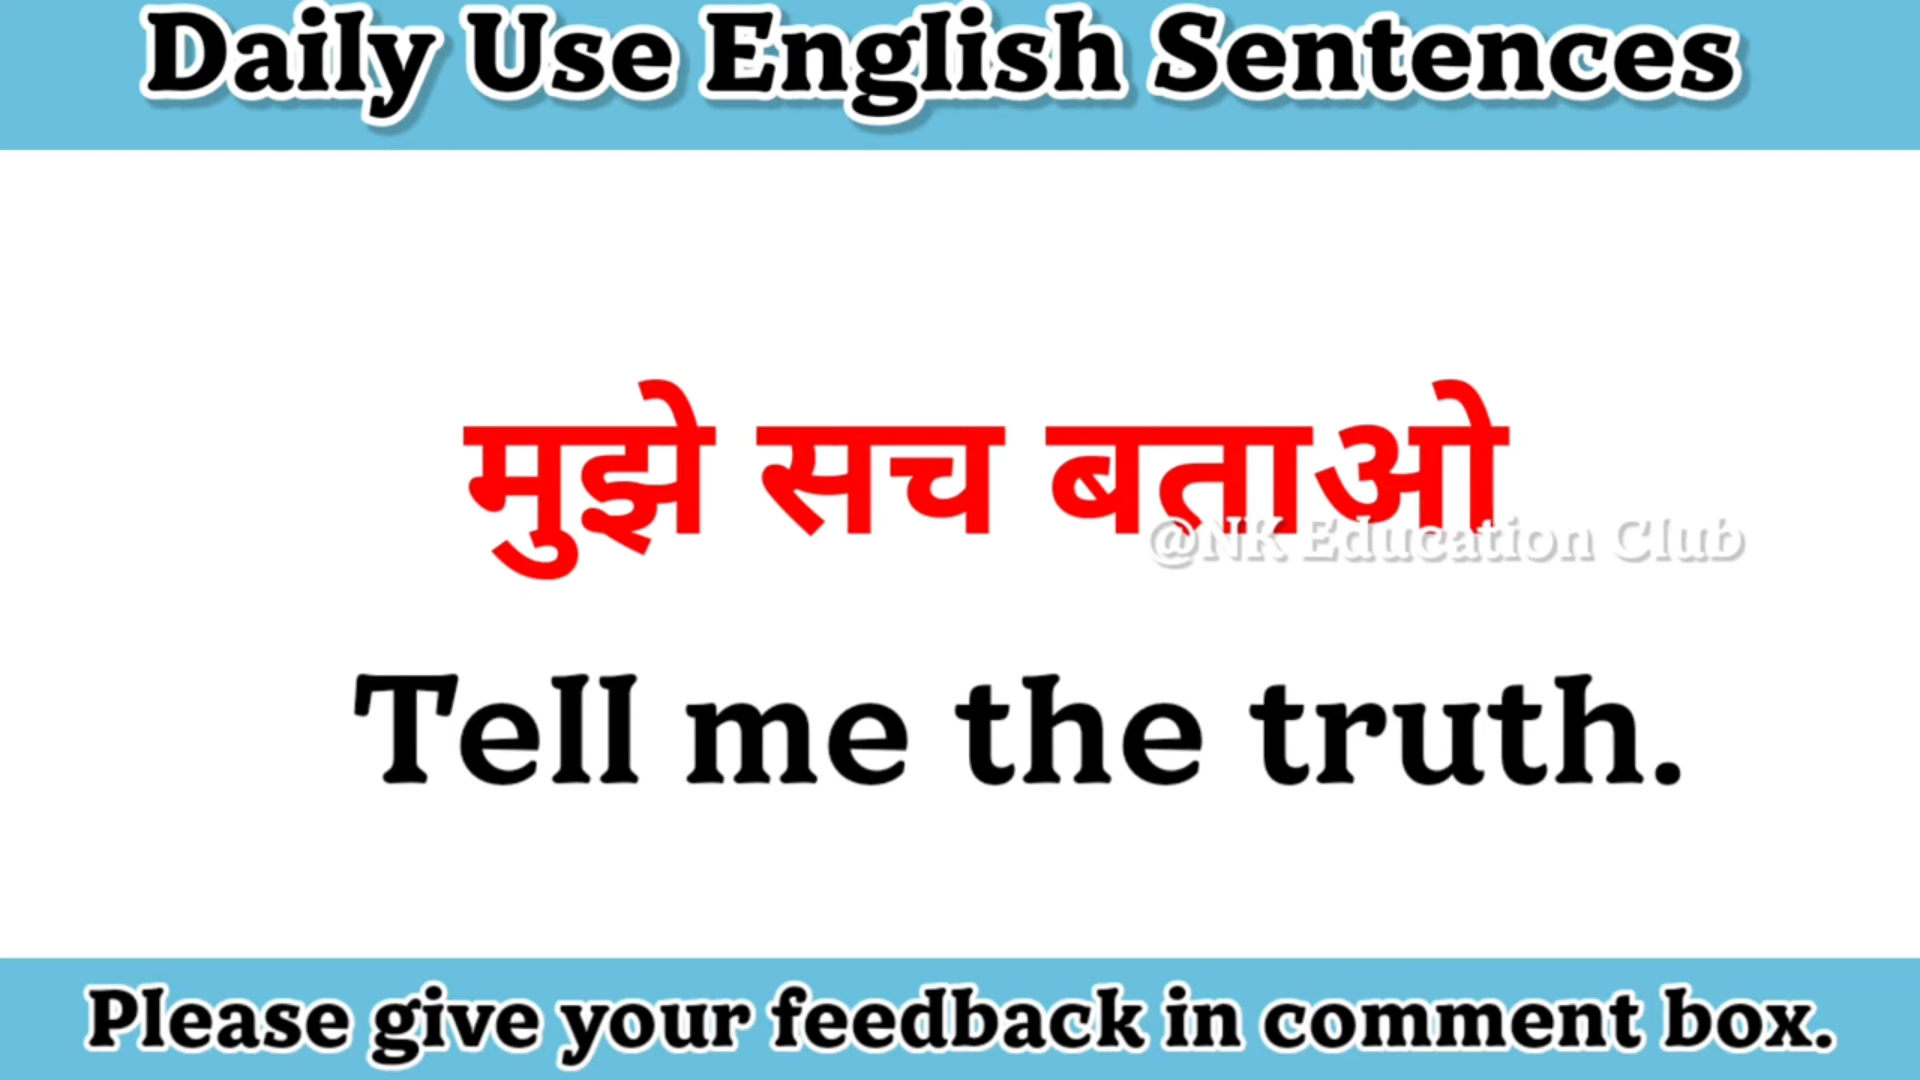 Daily Use English Sentences
मुझे सच बताओ
@NK Education Club
Tell me the truth.
Please give your feedback in comment box.